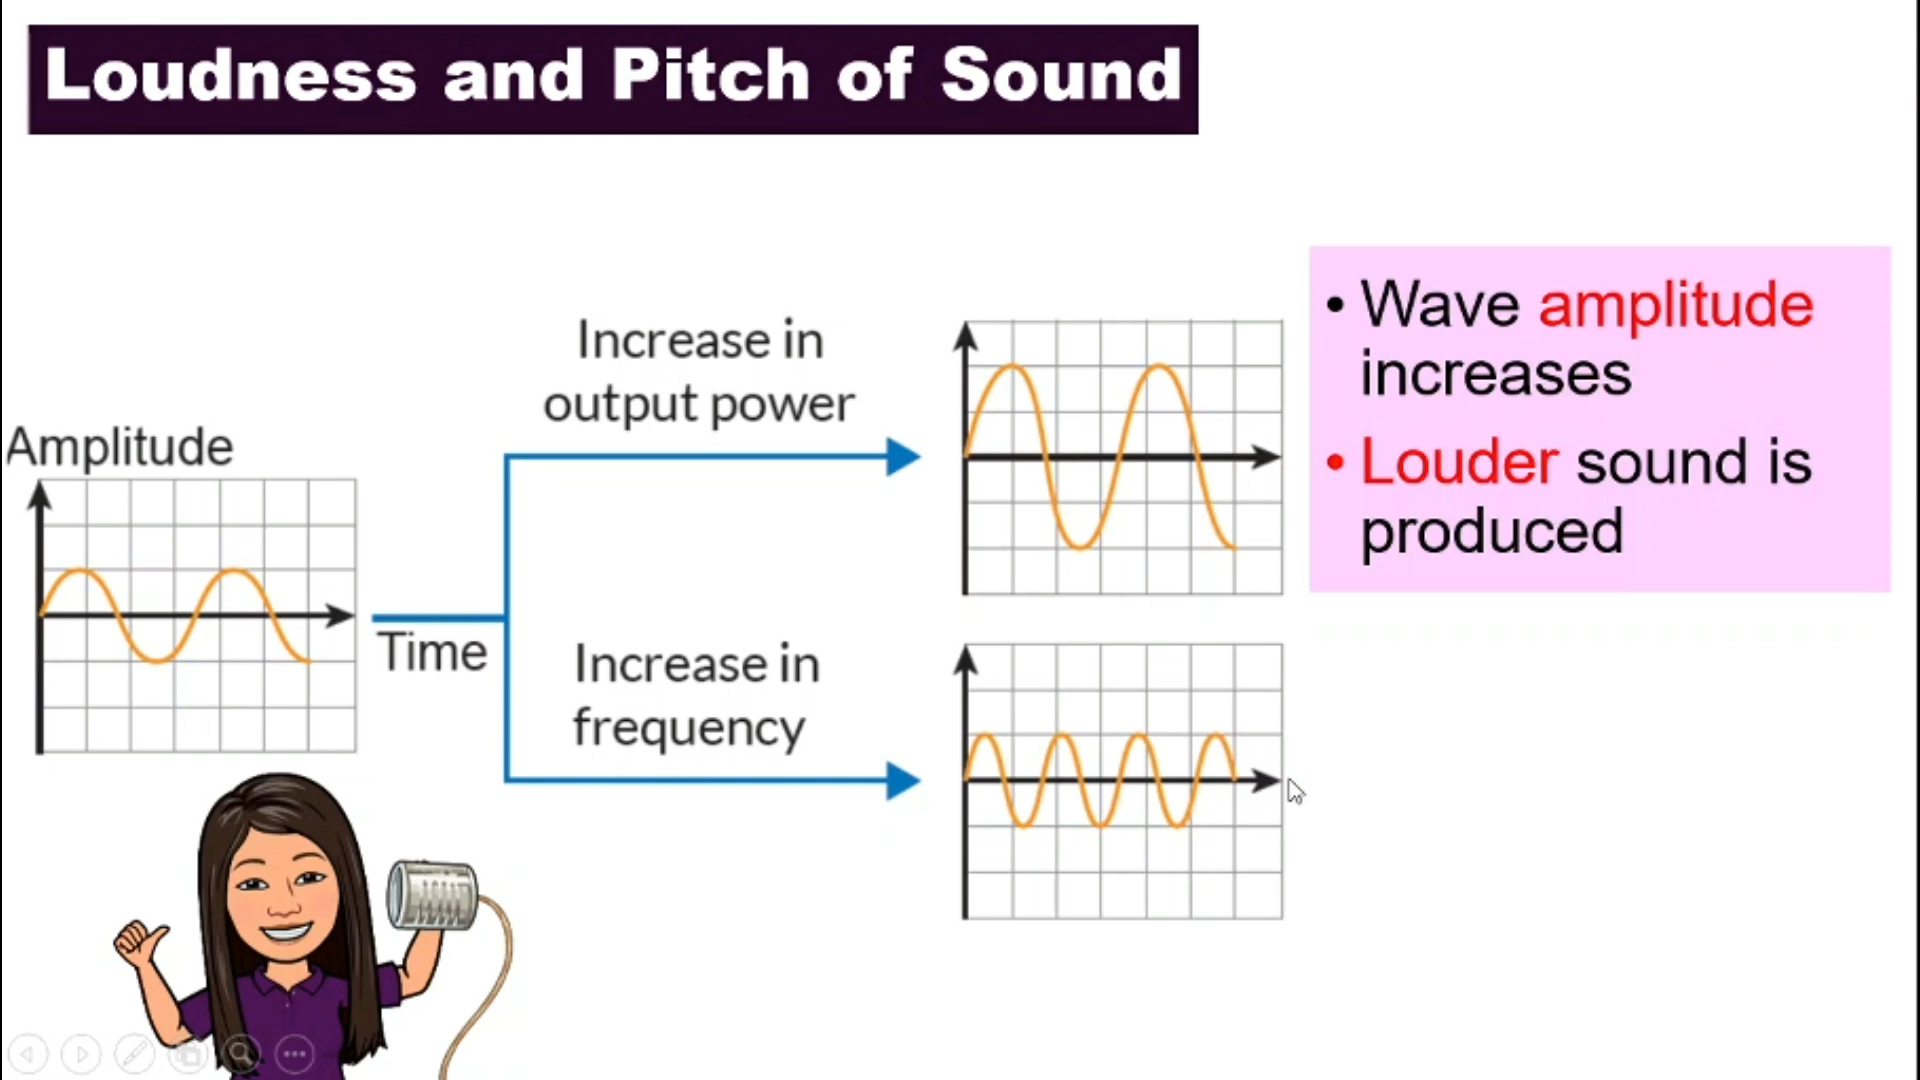 Loudness and Pitch of Sound
Increase in
output power
Amplitude
Time
Increase in
frequency
• Wave amplitude
increases
• Louder sound is
produced